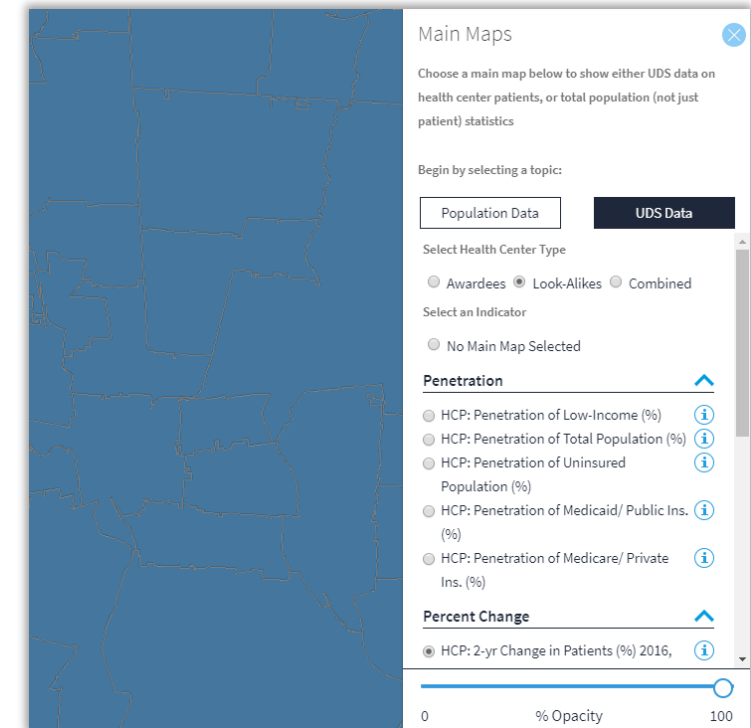 Main Maps
Choose a main map below to show either UDS data on
health center patients, or total population (not just
patient) statistics
Begin by selecting a topic:
Population Data UDS Data
Select Health Center Type
Awardees Look-Alikes Combined
Select an Indicator
No Main Map Selected
Penetration
HCP: Penetration of Low-Income (%)
HCP: Penetration of Total Population (%)
HCP: Penetration of Uninsured
Population (%)
HCP: Penetration of Medicaid/ Public Ins.
(%)
HCP: Penetration of Medicare/ Private
Ins. (%)
Percent Change
HCP: 2-yr Change in Patients (%) 2016,
0 % Opacity 100